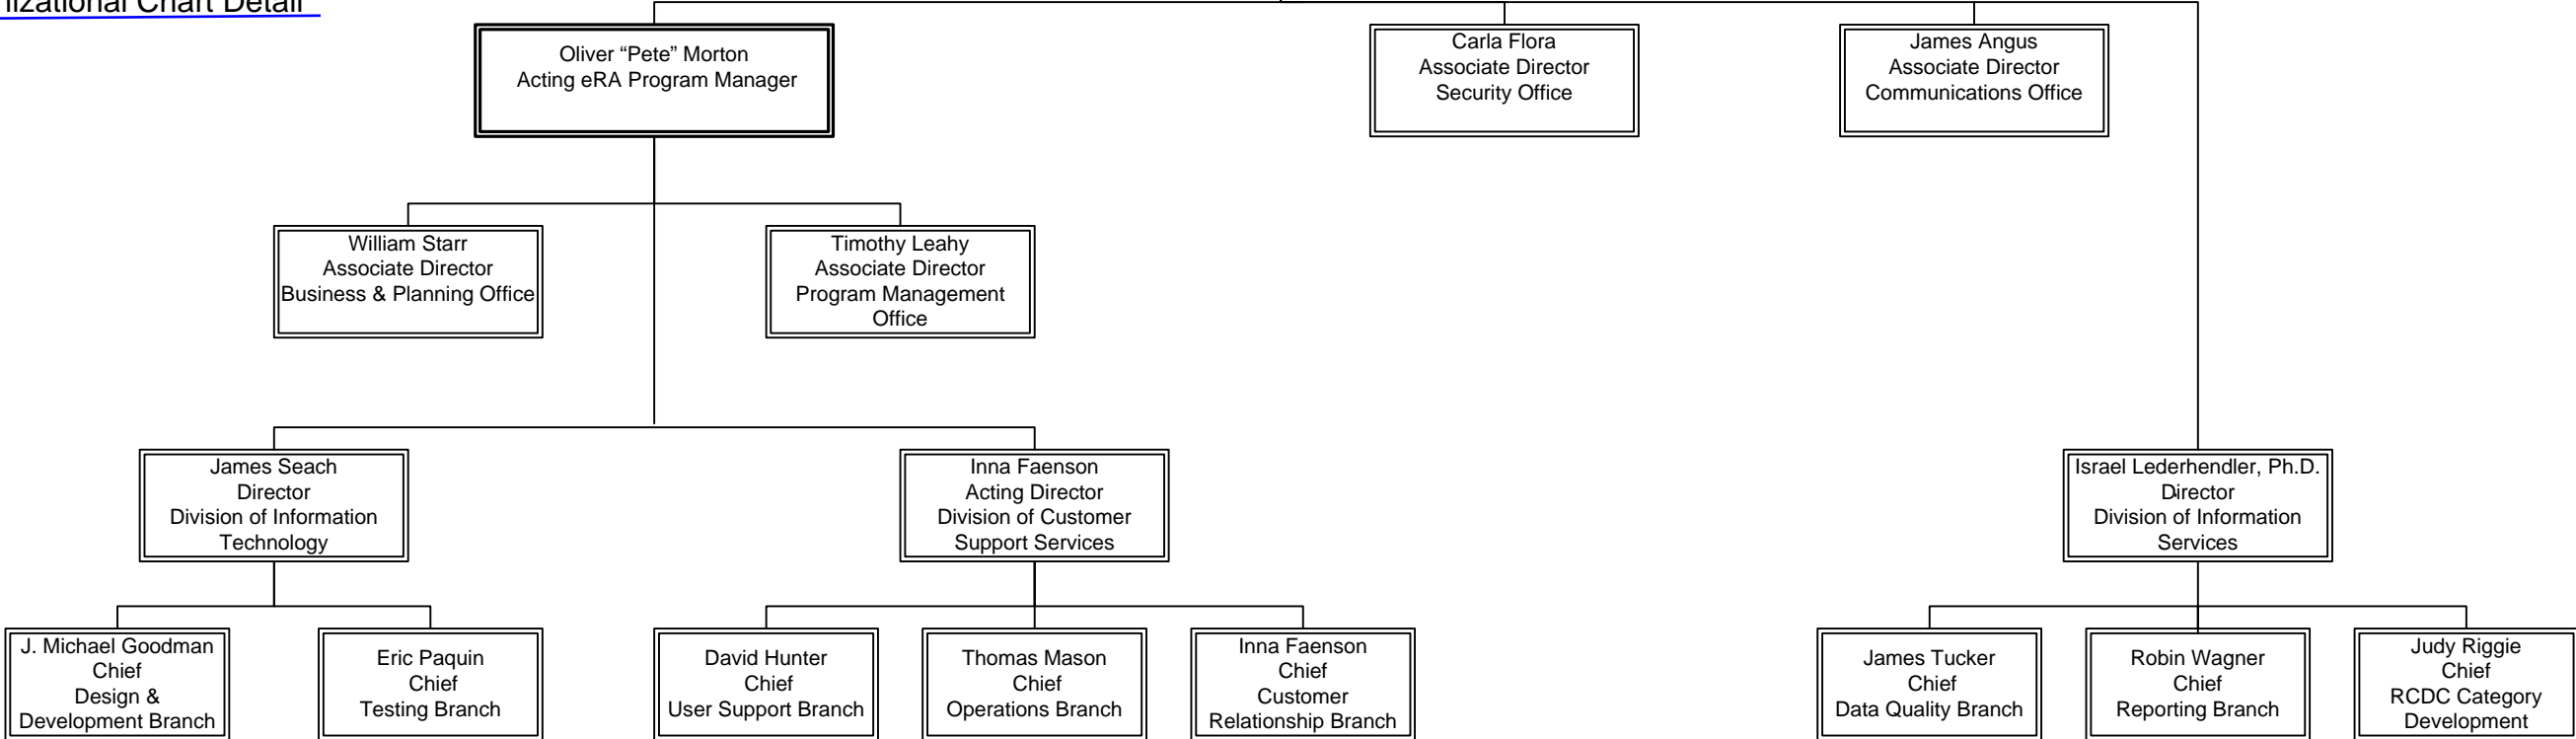 Chart Detail
Oliver “Pete” Morton
Acting eRA Program Manager
Carla Flora
Associate Director
Security Office
James Angus
Associate Director
Communications Office
William Starr
Associate Director
Business & Planning Office
Timothy Leahy
Associate Director
Program Management
Office
James Seach
Director
Division of Information
Technology
Inna Faenson
Acting Director
Division of Customer
Support Services
Israel Lederhendler, Ph.D.
Director
Division of Information
Services
J. Michael Goodman
Chief
Design &
Development Branch
Eric Paquin
Chief
Testing Branch
David Hunter
Chief
User Support Branch
Thomas Mason
Chief
Operations Branch
Inna Faenson
Chief
Customer
Relationship Branch
James Tucker
Chief
Data Quality Branch
Robin Wagner
Chief
Reporting Branch
Judy Riggie
Chief
RCDC Category
Development